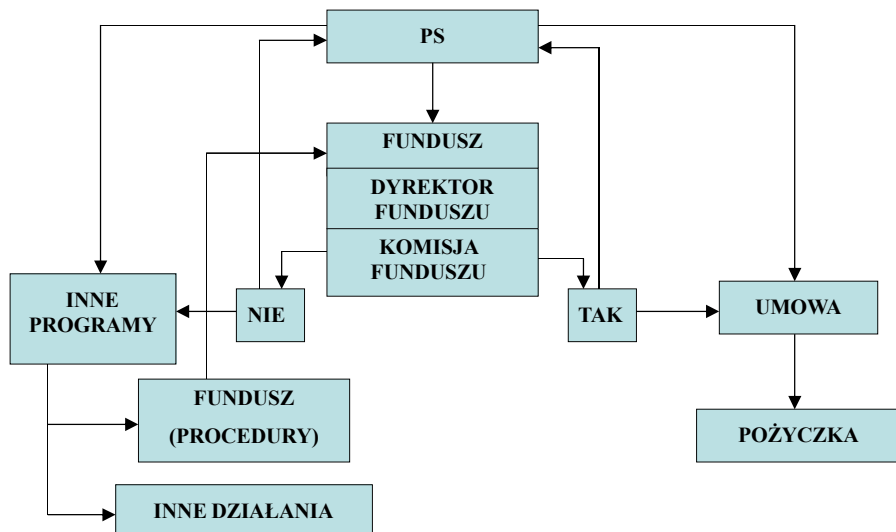 PS
FUNDUSZ
DYREKTOR
FUNDUSZU
KOMISJA
FUNDUSZU
INNE
PROGRAMY
NIE
TAK
UMOWA
FUNDUSZ
(PROCEDURY)
POŻYCZKA
INNE DZIAŁANIA